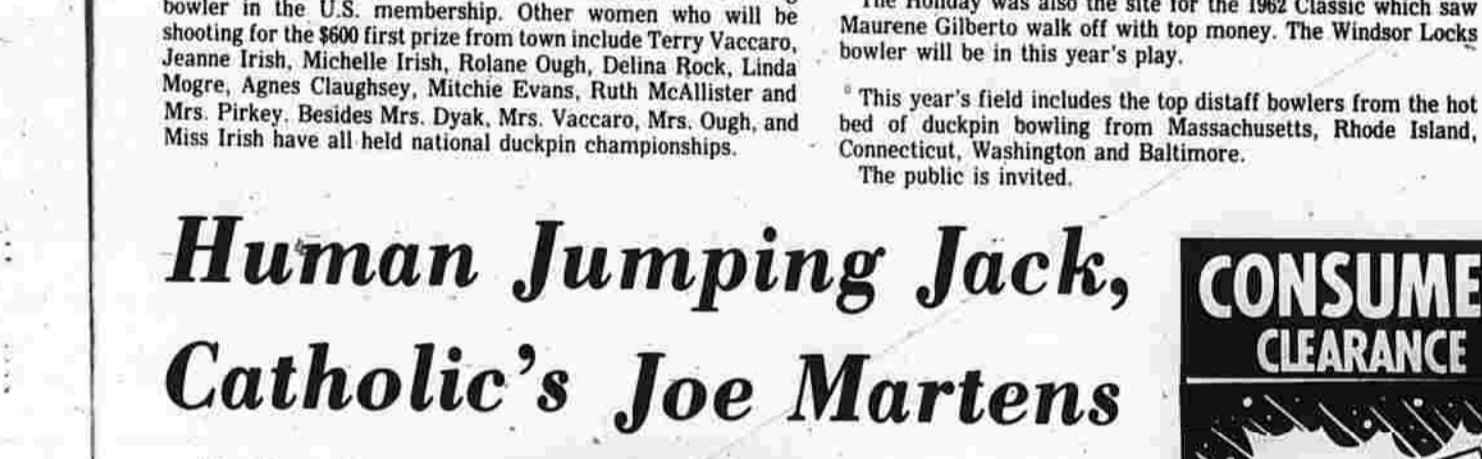 bowler in the U.S. membership. Other women who will be
shooting for the $600 first prize from town include Terry Vaccaro,
Jeanne Irish, Michelle Irish, Rolane Ough, Delina Rock, Linda
Mogre, Agnes Claughsey, Mitchie Evans, Ruth McAllister and
Mrs. Pirkey. Besides Mrs. Dyak, Mrs. Vaccaro, Mrs. Ough, and
Miss Irish have all held national duckpin championships.
The Holiday was also the site for the 1962 Classic which saw
Maurene Gilberto walk off with top money. The Windsor Locks
bowler will be in this year's play.
This year's field includes the top distaff bowlers from the hot
bed of duckpin bowling from Massachusetts, Rhode Island,
Connecticut, Washington and Baltimore.
The public is invited.
Human Jumping Jack,
Catholic's Joe Martens
CONSUME
CLEARANCE